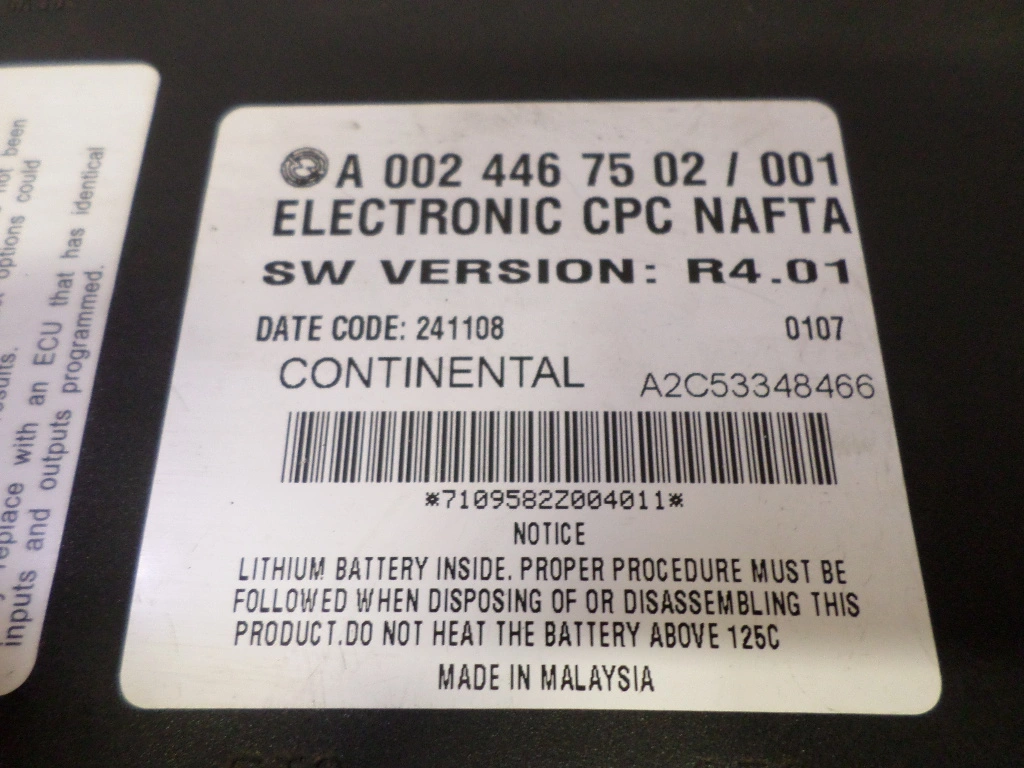 not been
options could
replace with an ECU that has identical
inputs and outputs programmed.
A 002 446 75 02 / 001
ELECTRONIC CPC NAFTA
SW VERSION: R4.01
DATE CODE: 241108 0107
CONTINENTAL A2C53348466
*7109582Z004011*
NOTICE
LITHIUM BATTERY INSIDE. PROPER PROCEDURE MUST BE
FOLLOWED WHEN DISPOSING OF OR DISASSEMBLING THIS
PRODUCT.DO NOT HEAT THE BATTERY ABOVE 125C
MADE IN MALAYSIA